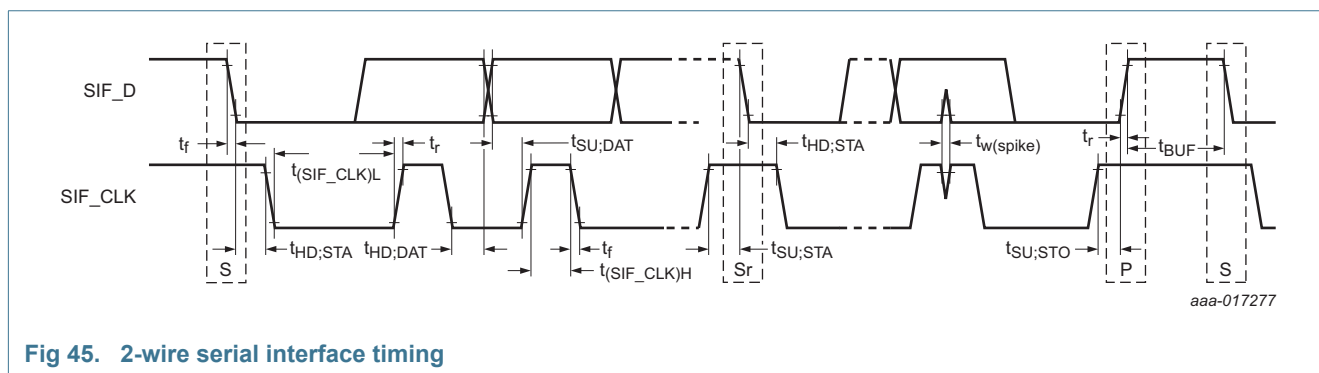 SIF_D
t_f
t_r
t_SU;DAT
t_HD;STA
t_w(spike)
t_r
t_BUF
t_(SIF_CLK)L
SIF_CLK
t_HD;STA
t_HD;DAT
t_f
t_SU;STA
t_SU;STO
t_(SIF_CLK)H
S
Sr
P
S
aaa-017277
Fig 45. 2-wire serial interface timing